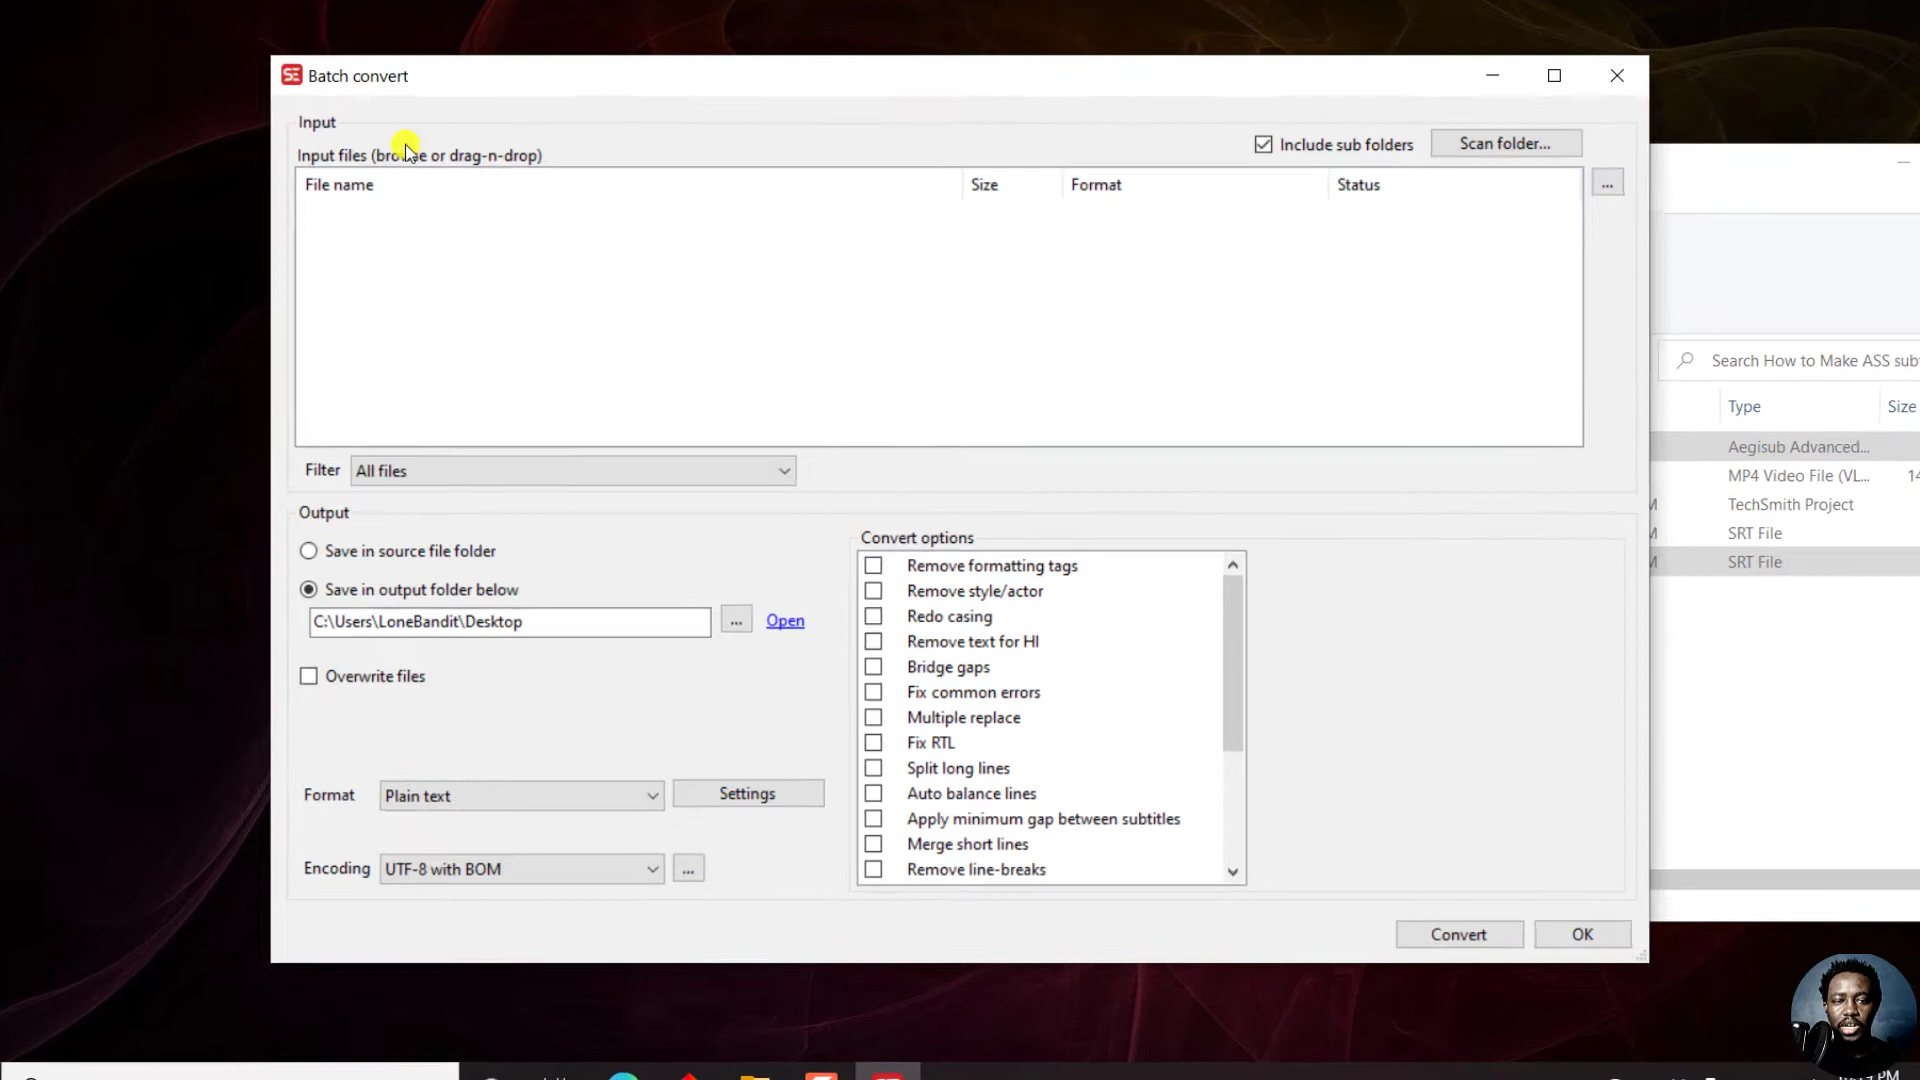 SE Batch convert
Input
Input files (browse or drag-n-drop)
Include sub folders
Scan folder...
File name
Size
Format
Status
...
Filter
All files
Output
Save in source file folder
Save in output folder below
C:\Users\LoneBandit\Desktop
...
Open
Overwrite files
Format
Plain text
Settings
Encoding
UTF-8 with BOM
...
Convert options
Remove formatting tags
Remove style/actor
Redo casing
Remove text for HI
Bridge gaps
Fix common errors
Multiple replace
Fix RTL
Split long lines
Auto balance lines
Apply minimum gap between subtitles
Merge short lines
Remove line-breaks
Convert
OK
Search How to Make ASS sub
Type
Size
Aegisub Advanced...
MP4 Video File (VL...
14
M TechSmith Project
M SRT File
M SRT File
PM